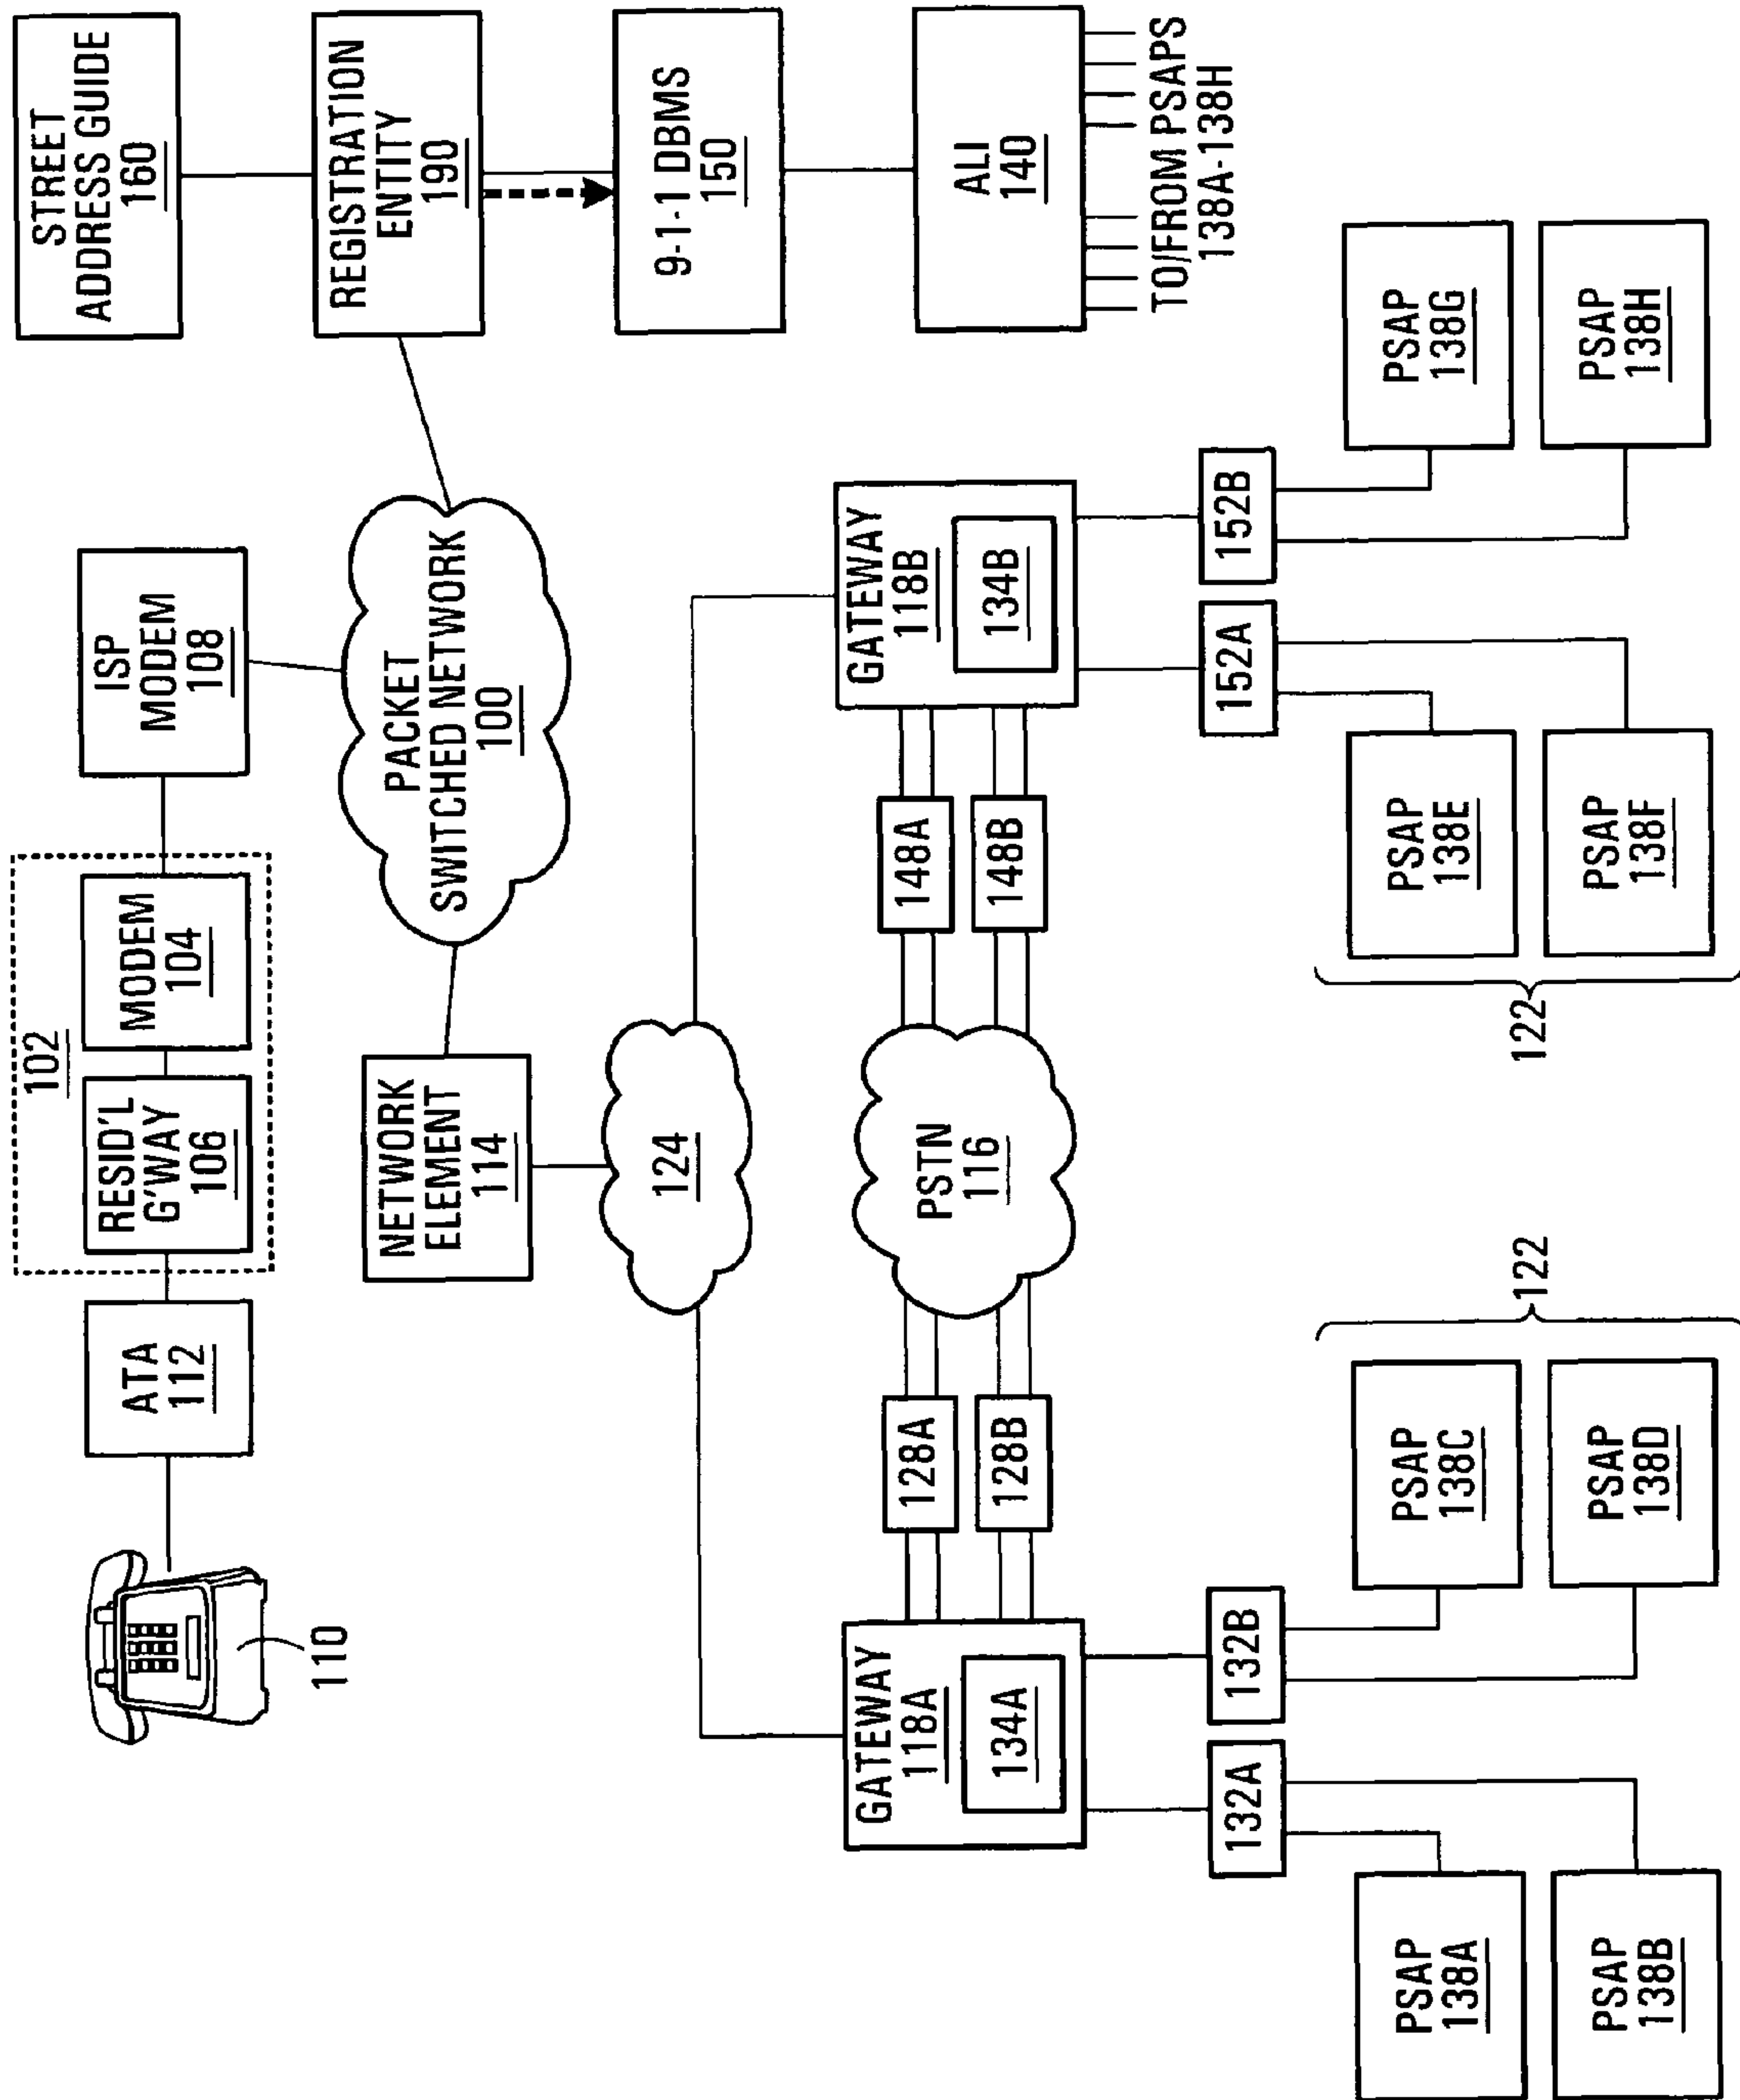 110
ATA
112
102
RESID'L
G'WAY
106
MODEM
104
ISP
MODEM
108
STREET
ADDRESS GUIDE
160
NETWORK
ELEMENT
114
PACKET
SWITCHED NETWORK
100
REGISTRATION
ENTITY
190
124
9-1-1 DBMS
150
GATEWAY
118A
134A
128A
128B
PSTN
116
148A
148B
GATEWAY
118B
134B
ALI
140
TO/FROM PSAPS
138A-138H
132A
132B
152A
152B
PSAP
138A
PSAP
138B
PSAP
138C
PSAP
138D
122
PSAP
138E
PSAP
138F
122
PSAP
138G
PSAP
138H